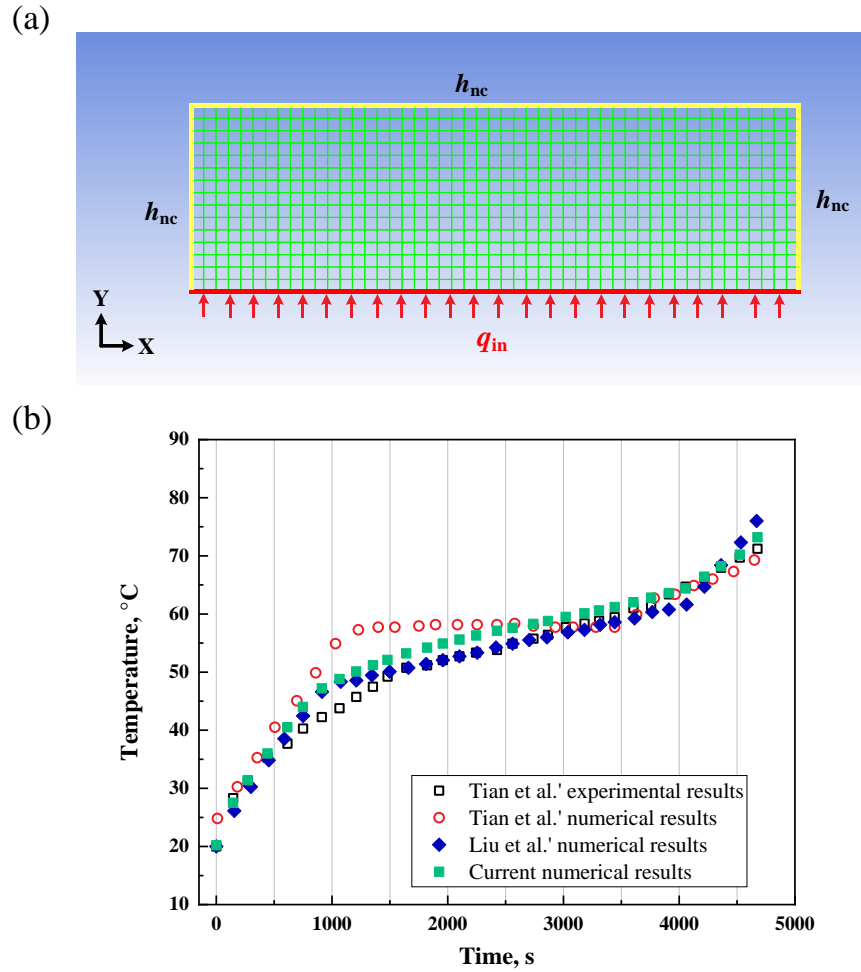 (a)
hnc
hnc
hnc
Y
X
qin
(b)
Temperature, °C
90
80
70
60
50
40
30
20
10
Tian et al.' experimental results
Tian et al.' numerical results
Liu et al.' numerical results
Current numerical results
0
1000
2000
3000
4000
5000
Time, s